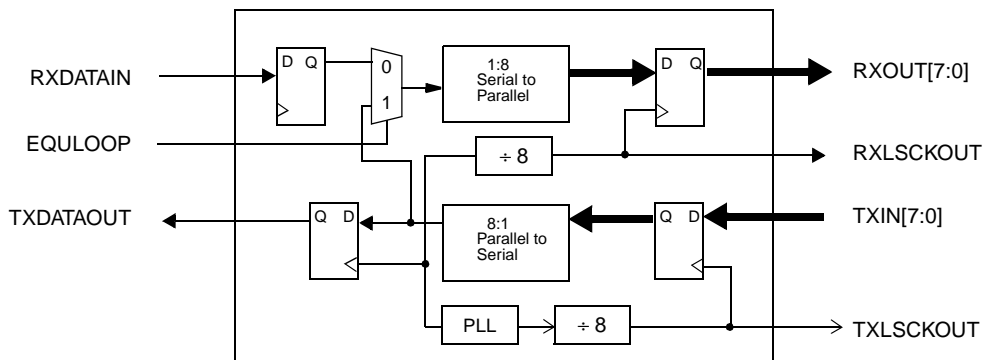 RXDATAIN
D Q
0
1
1:8
Serial to
Parallel
D Q
RXOUT[7:0]
EQULOOP
÷ 8
RXLSCKOUT
TXDATAOUT
Q D
8:1
Parallel to
Serial
Q D
TXIN[7:0]
PLL
÷ 8
TXLSCKOUT